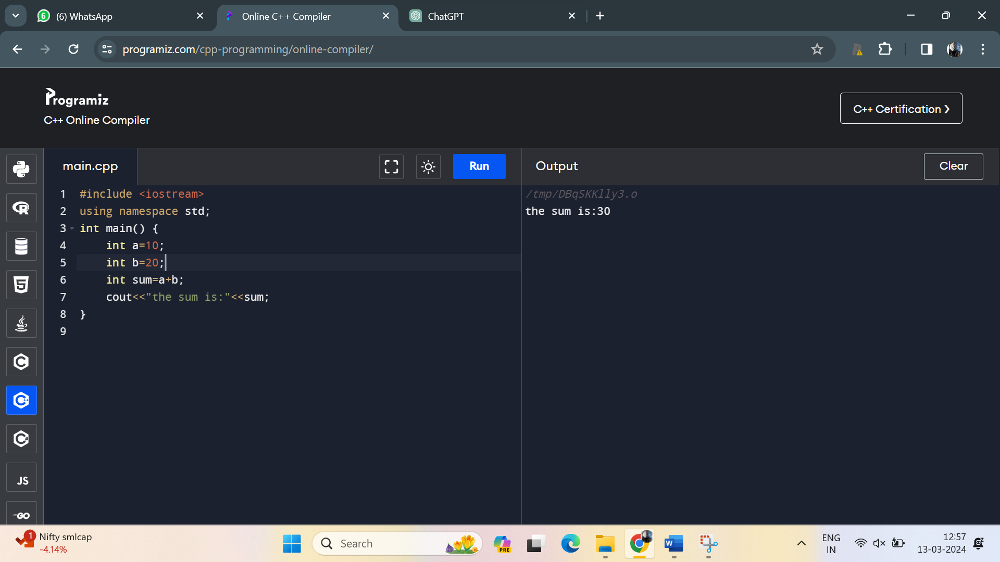 (6) WhatsApp
Online C++ Compiler
ChatGPT
programiz.com/cpp-programming/online-compiler/
Programiz
C++ Online Compiler
C++ Certification ❯
main.cpp
Run
Output
Clear
1 #include <iostream>
2 using namespace std;
3 int main() {
4     int a=10;
5     int b=20;
6     int sum=a+b;
7     cout<<"the sum is:"<<sum;
8 }
9
/tmp/DBqSKKlly3.o
the sum is:30
JS
GO
1
Nifty smlcap
-4.14%
Search
PRE
ENG
IN
12:57
13-03-2024